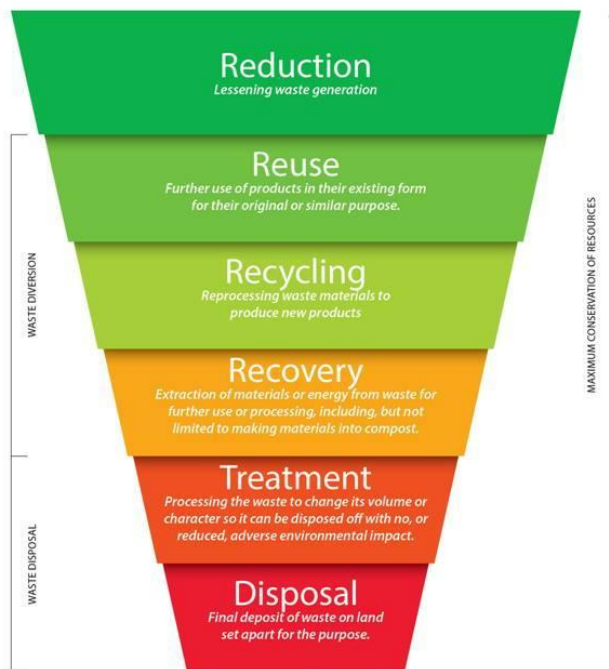 Reduction
Lessening waste generation
Reuse
Further use of products in their existing form
for their original or similar purpose.
Recycling
Reprocessing waste materials to
produce new products
Recovery
Extraction of materials or energy from waste for
further use or processing, including, but not
limited to making materials into compost.
Treatment
Processing the waste to change its volume or
character so it can be disposed off with no, or
reduced, adverse environmental impact.
Disposal
Final deposit of waste on land
set apart for the purpose.
WASTE DIVERSION
WASTE DISPOSAL
MAXIMUM CONSERVATION OF RESOURCES